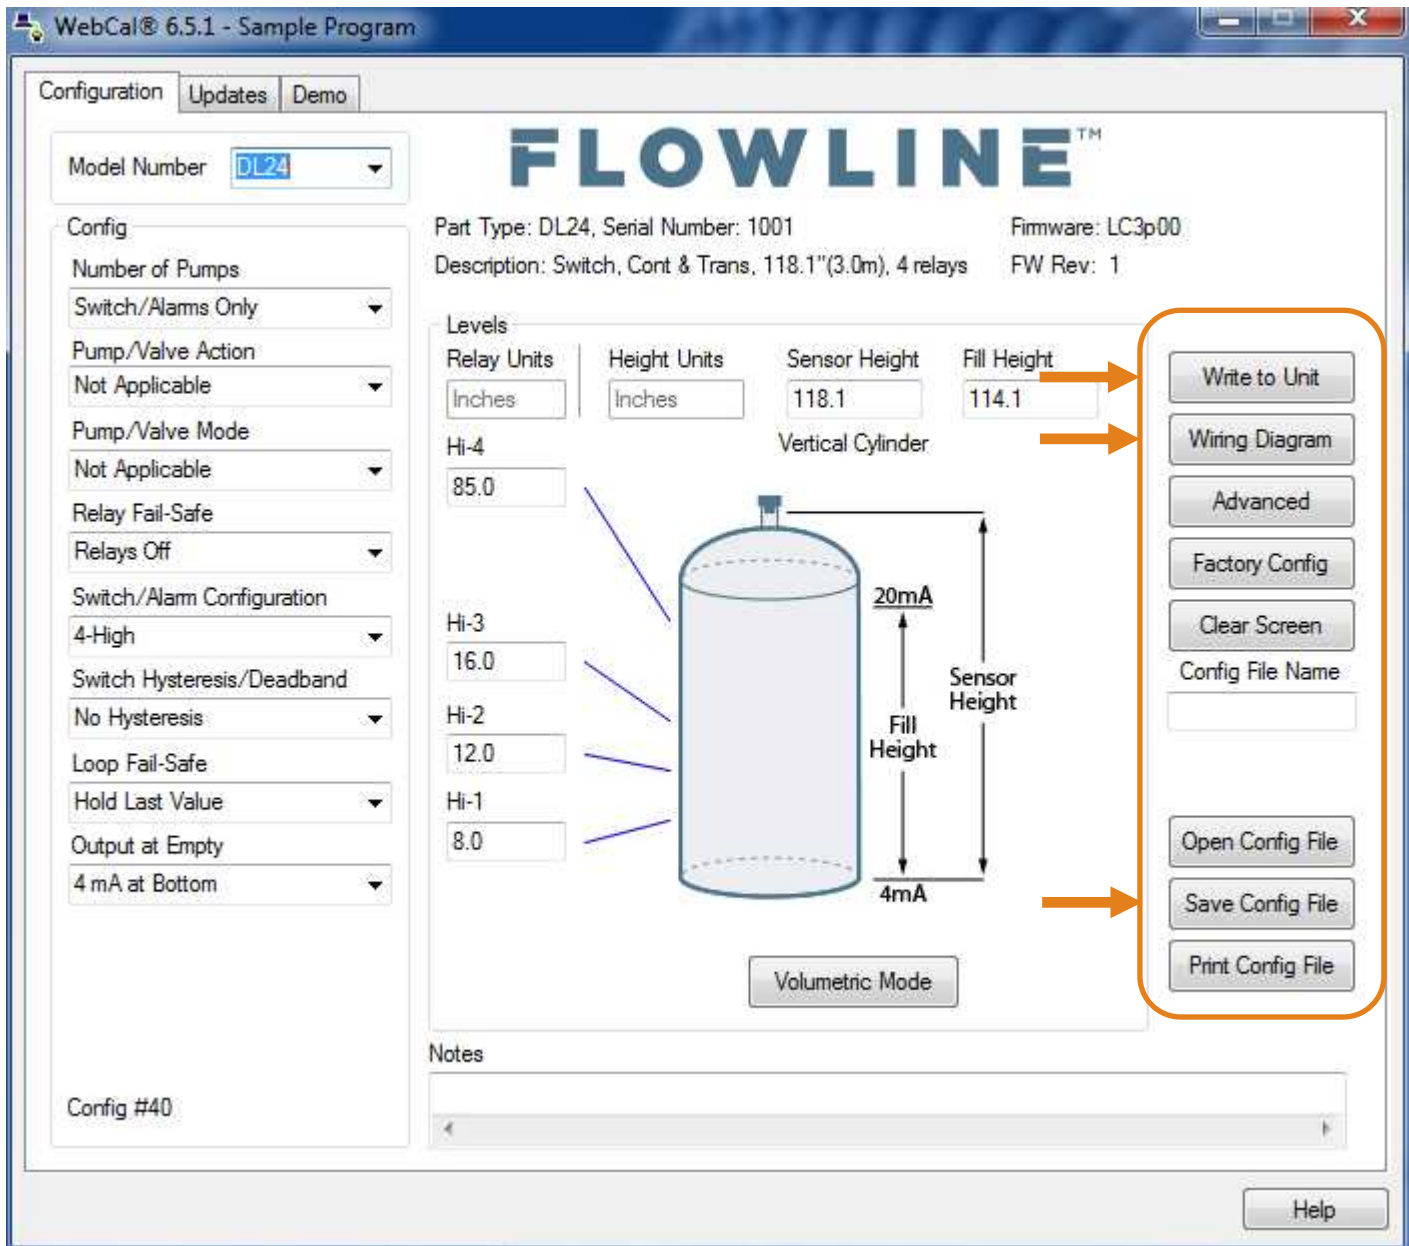 WebCal® 6.5.1 - Sample Program
Configuration
Updates
Demo
Model Number
DL24
FLOWLINE™
Part Type: DL24, Serial Number: 1001
Firmware: LC3p00
Description: Switch, Cont & Trans, 118.1"(3.0m), 4 relays
FW Rev: 1
Config
Number of Pumps
Switch/Alarms Only
Pump/Valve Action
Not Applicable
Pump/Valve Mode
Not Applicable
Relay Fail-Safe
Relays Off
Switch/Alarm Configuration
4-High
Switch Hysteresis/Deadband
No Hysteresis
Loop Fail-Safe
Hold Last Value
Output at Empty
4 mA at Bottom
Config #40
Levels
Relay Units
Height Units
Sensor Height
Fill Height
Inches
Inches
118.1
114.1
Hi-4
Vertical Cylinder
85.0
Hi-3
16.0
Hi-2
12.0
Hi-1
8.0
20mA
Sensor
Height
Fill
Height
4mA
Volumetric Mode
Write to Unit
Wiring Diagram
Advanced
Factory Config
Clear Screen
Config File Name
Open Config File
Save Config File
Print Config File
Notes
Help